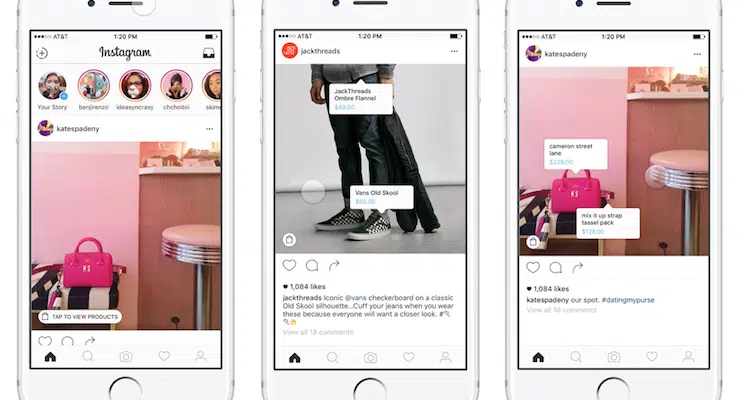 AT&T
1:20 PM
Instagram
Your Story
benjirenzo
ideasyncrasy
chchoitoi
skime
katespadeny
KS
TAP TO VIEW PRODUCTS
AT&T
1:20 PM
jackthreads
JackThreads
Ombre Flannel
$49.00
Vans Old Skool
$65.00
1,084 likes
jackthreads Iconic @vans checkerboard on a classic
Old Skool silhouette...Cuff your jeans when you wear
these because everyone will want a closer look. #
View all 18 comments
AT&T
1:20 PM
katespadeny
cameron street
lane
$228.00
mix it up strap
tassel pack
$128.00
1,084 likes
katespadeny our spot. #datingmypurse
View all 18 comments